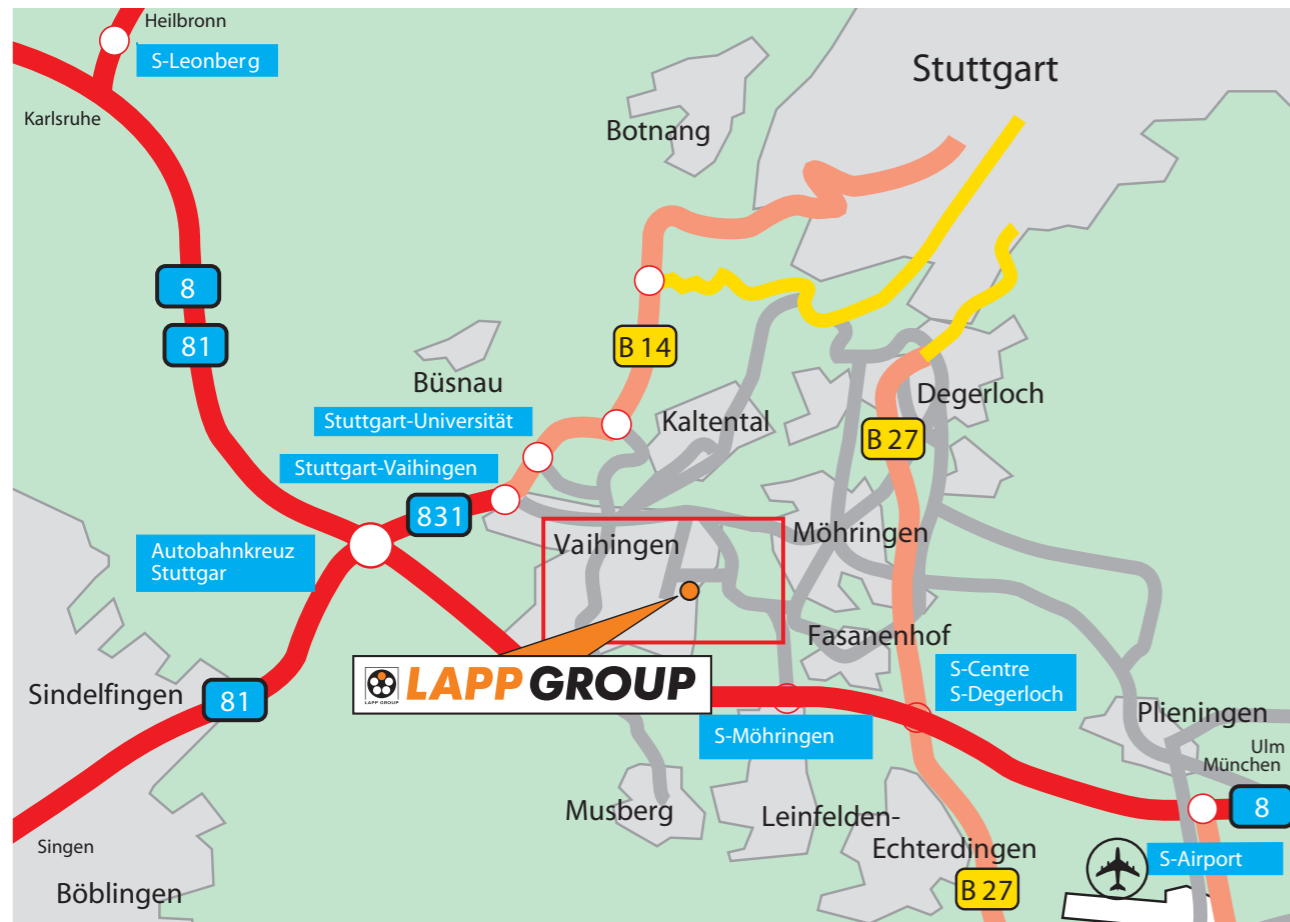 Heilbronn
S-Leonberg
Stuttgart
Karlsruhe
Botnang
8
81
B 14
Büsnau
Degerloch
Stuttgart-Universität
Kaltental
B 27
Stuttgart-Vaihingen
831
Vaihingen
Möhringen
Autobahnkreuz
Stuttgar
Fasanenhof
LAPP GROUP
LAPP GROUP
S-Centre
S-Degerloch
Sindelfingen
81
Plieningen
S-Möhringen
Ulm
München
8
Musberg
Leinfelden-
Echterdingen
Singen
S-Airport
Böblingen
B 27